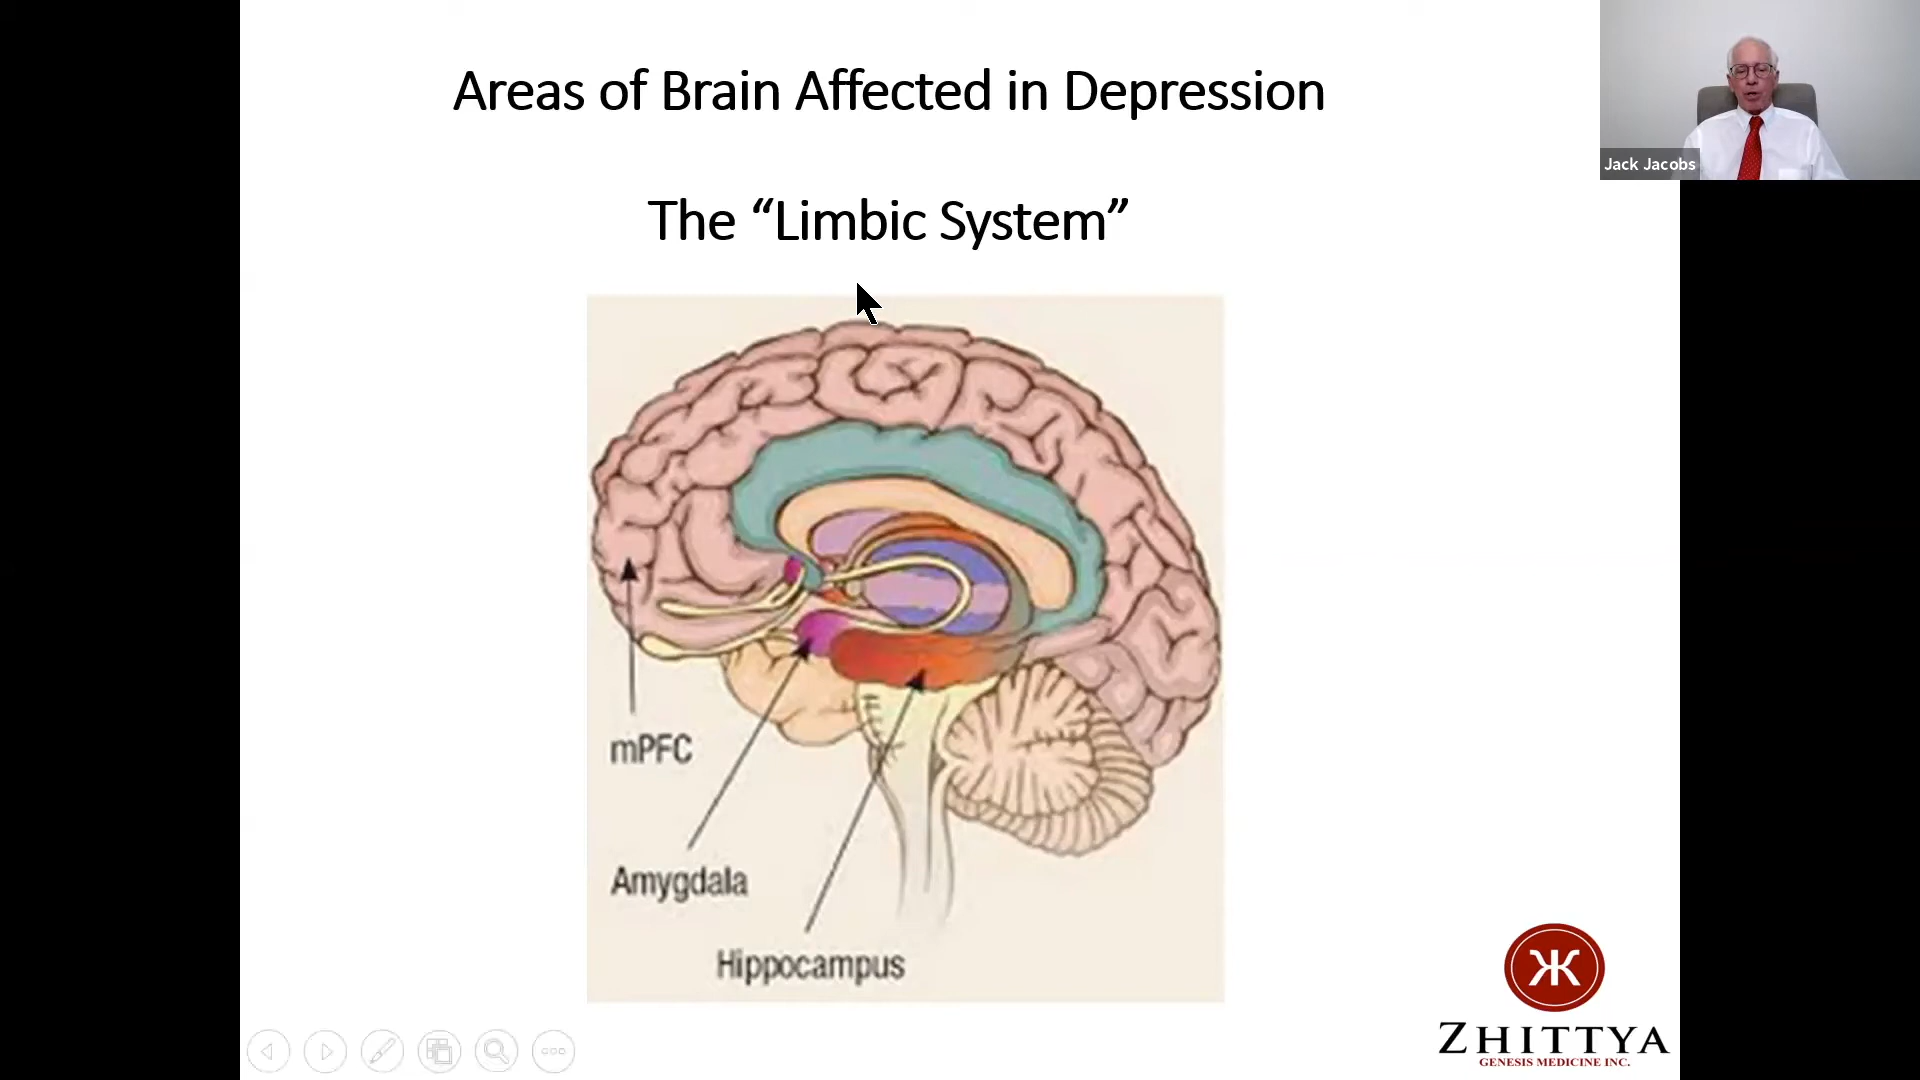 Areas of Brain Affected in Depression
Jack Jacobs
The “Limbic System”
mPFC
Amygdala
Hippocampus
ZHITTYA
GENESIS MEDICINE INC.